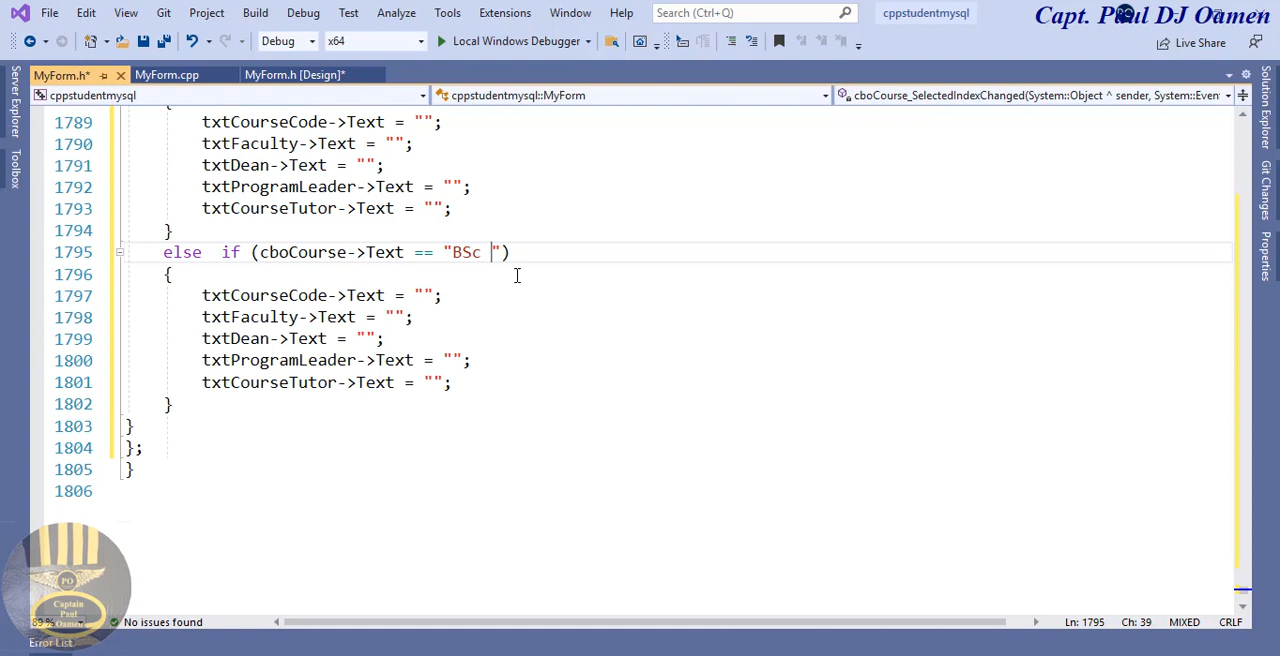 File Edit View Git Project Build Debug Test Analyze Tools Extensions Window Help Search (Ctrl+Q) cppstudentmysql
Capt. Paul DJ Oamen
Debug x64 Local Windows Debugger Live Share
MyForm.h* MyForm.cpp MyForm.h [Design]*
cppstudentmysql cppstudentmysql::MyForm cboCourse_SelectedIndexChanged(System::Object ^ sender, System::Even
Server Explorer
Toolbox
Solution Explorer
Git Changes
Properties
{
1789 txtCourseCode->Text = "";
1790 txtFaculty->Text = "";
1791 txtDean->Text = "";
1792 txtProgramLeader->Text = "";
1793 txtCourseTutor->Text = "";
1794 }
1795 else if (cboCourse->Text == "BSc ")
1796 {
1797 txtCourseCode->Text = "";
1798 txtFaculty->Text = "";
1799 txtDean->Text = "";
1800 txtProgramLeader->Text = "";
1801 txtCourseTutor->Text = "";
1802 }
1803 }
1804 };
1805 }
1806
PO
Captain
Paul
Oamen
89 % No issues found Ln: 1795 Ch: 39 MIXED CRLF
Error List